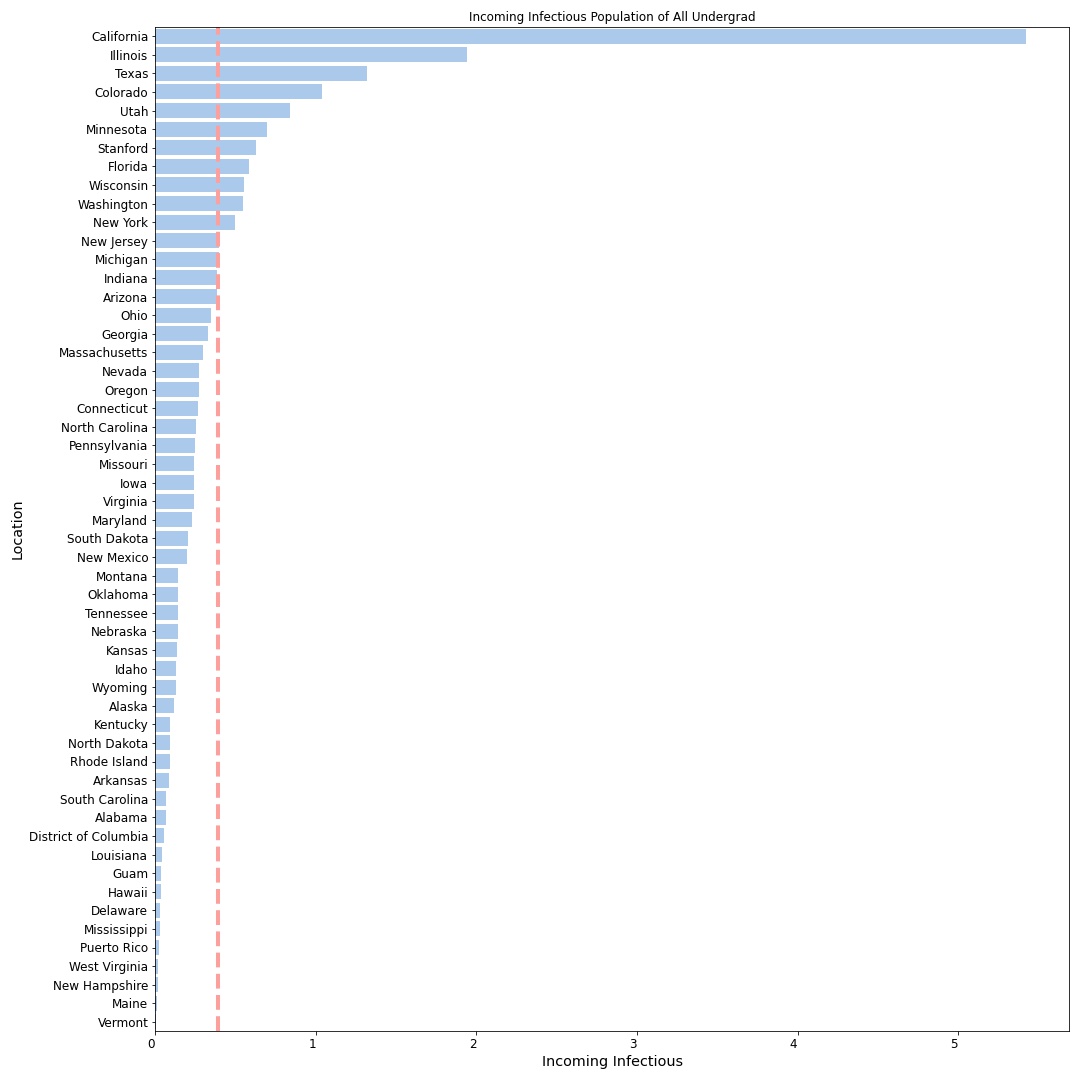 Incoming Infectious Population of All Undergrad
California
Illinois
Texas
Colorado
Utah
Minnesota
Stanford
Florida
Wisconsin
Washington
New York
New Jersey
Michigan
Indiana
Arizona
Ohio
Georgia
Massachusetts
Nevada
Oregon
Connecticut
North Carolina
Pennsylvania
Missouri
Iowa
Virginia
Maryland
South Dakota
New Mexico
Montana
Oklahoma
Tennessee
Nebraska
Kansas
Idaho
Wyoming
Alaska
Kentucky
North Dakota
Rhode Island
Arkansas
South Carolina
Alabama
District of Columbia
Louisiana
Guam
Hawaii
Delaware
Mississippi
Puerto Rico
West Virginia
New Hampshire
Maine
Vermont
Location
0 1 2 3 4 5
Incoming Infectious